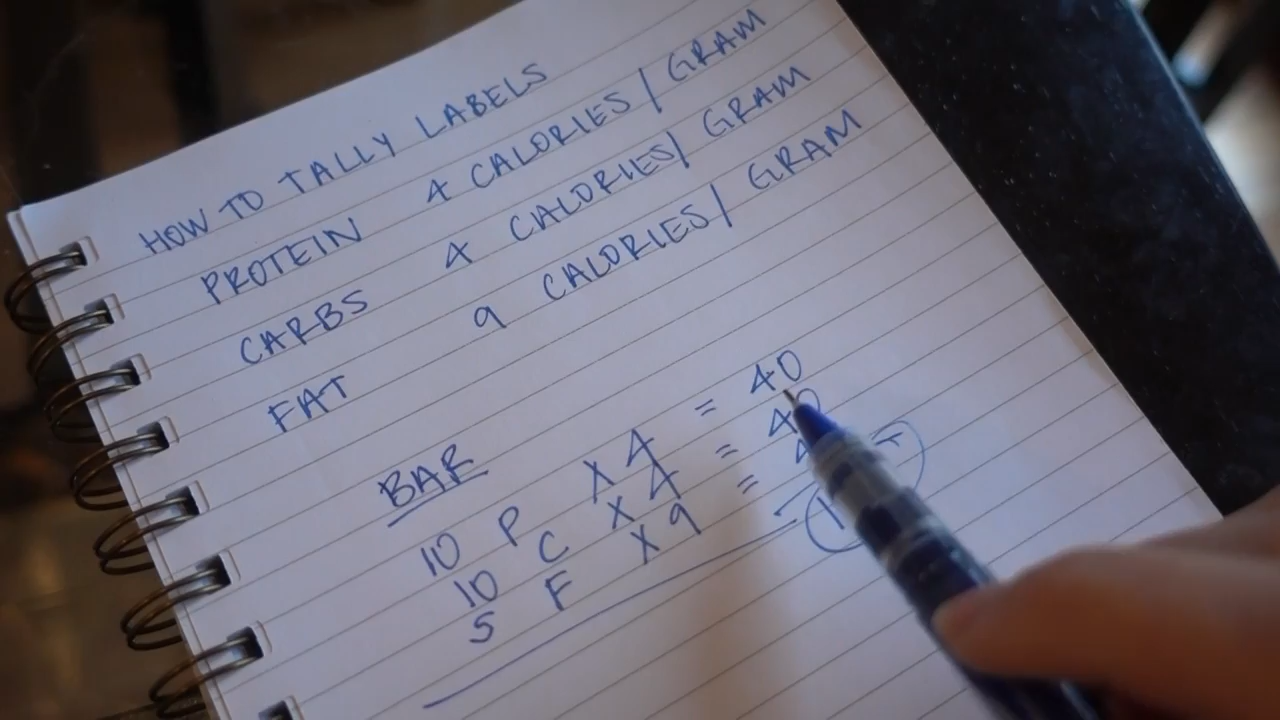 HOW TO TALLY LABELS
PROTEIN 4 CALORIES/GRAM
CARBS 4 CALORIES/GRAM
FAT 9 CALORIES/GRAM
BAR
10 P X 4 = 40
10 C X 4 = 40
5 F X 9 =